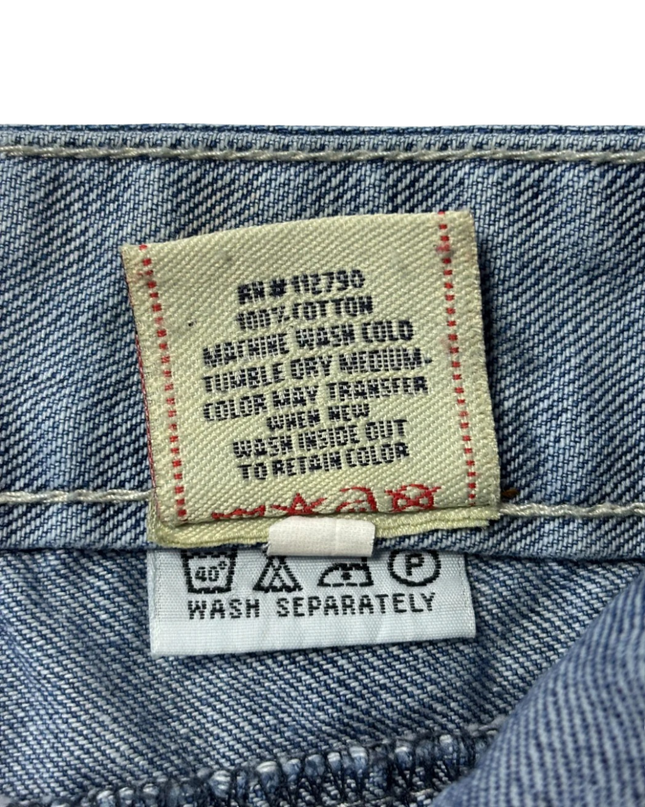 RN#112790
100% COTTON
MACHINE WASH COLD
TUMBLE DRY MEDIUM.
COLOR MAY TRANSFER
WHEN NEW
WASH INSIDE OUT
TO RETAIN COLOR
40°
P
WASH SEPARATELY